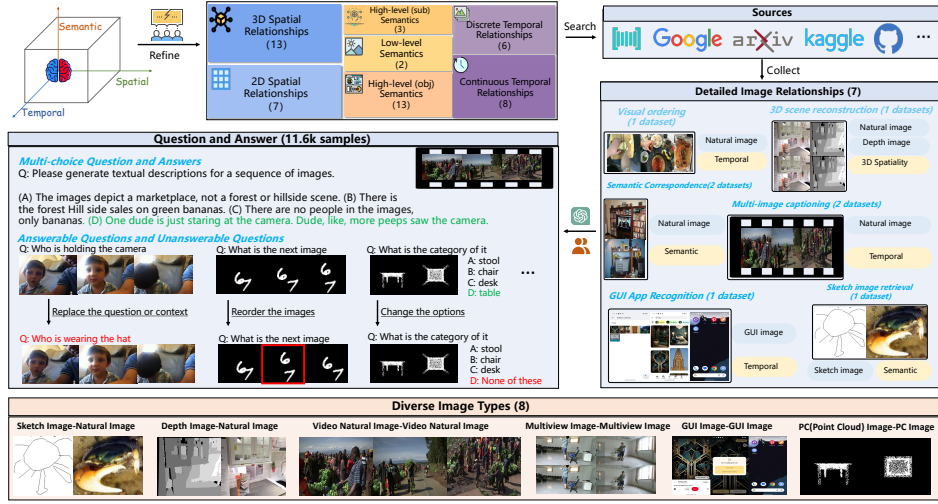 Semantic
Spatial
Temporal
Refine
3D Spatial
Relationships
(13)
2D Spatial
Relationships
(7)
High-level (sub)
Semantics
(3)
Low-level
Semantics
(2)
High-level (obj)
Semantics
(13)
Discrete Temporal
Relationships
(6)
Continuous Temporal
Relationships
(8)
Search
Sources
Google
arXiv
kaggle
...
Collect
Detailed Image Relationships (7)
Visual ordering
(1 dataset)
Natural image
Temporal
3D scene reconstruction (1 datasets)
Natural image
Depth image
3D Spatiality
Semantic Correspondence(2 datasets)
Natural image
Semantic
Multi-image captioning (2 datasets)
Natural image
Temporal
GUI App Recognition (1 dataset)
GUI image
Temporal
Sketch image retrieval
(1 dataset)
Sketch image
Semantic
Question and Answer (11.6k samples)
Multi-choice Question and Answers
Q: Please generate textual descriptions for a sequence of images.
(A) The images depict a marketplace, not a forest or hillside scene. (B) There is
the forest Hill side sales on green bananas. (C) There are no people in the images,
only bananas. (D) One dude is just staring at the camera. Dude, like, more peeps saw the camera.
Answerable Questions and Unanswerable Questions
Q: Who is holding the camera
Replace the question or context
Q: Who is wearing the hat
Q: What is the next image
Reorder the images
Q: What is the next image
Q: What is the category of it
A: stool
B: chair
C: desk
D: table
...
Change the options
Q: What is the category of it
A: stool
B: chair
C: desk
D: None of these
Diverse Image Types (8)
Sketch Image-Natural Image
Depth Image-Natural Image
Video Natural Image-Video Natural Image
Multiview Image-Multiview Image
GUI Image-GUI Image
PC(Point Cloud) Image-PC Image